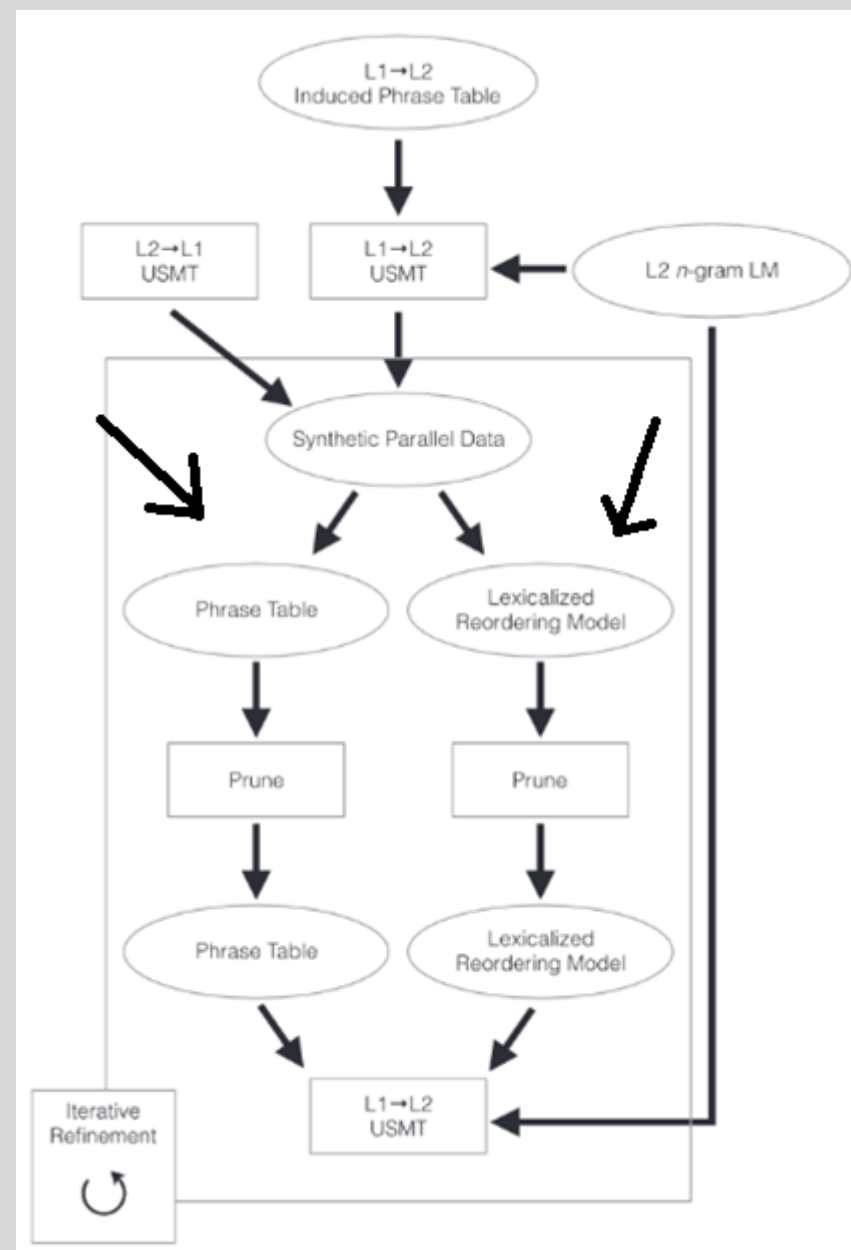 L1→L2
Induced Phrase Table
L2→L1
USMT
L1→L2
USMT
L2 n-gram LM
Synthetic Parallel Data
Phrase Table
Lexicalized
Reordering Model
Prune
Prune
Phrase Table
Lexicalized
Reordering Model
L1→L2
USMT
Iterative
Refinement